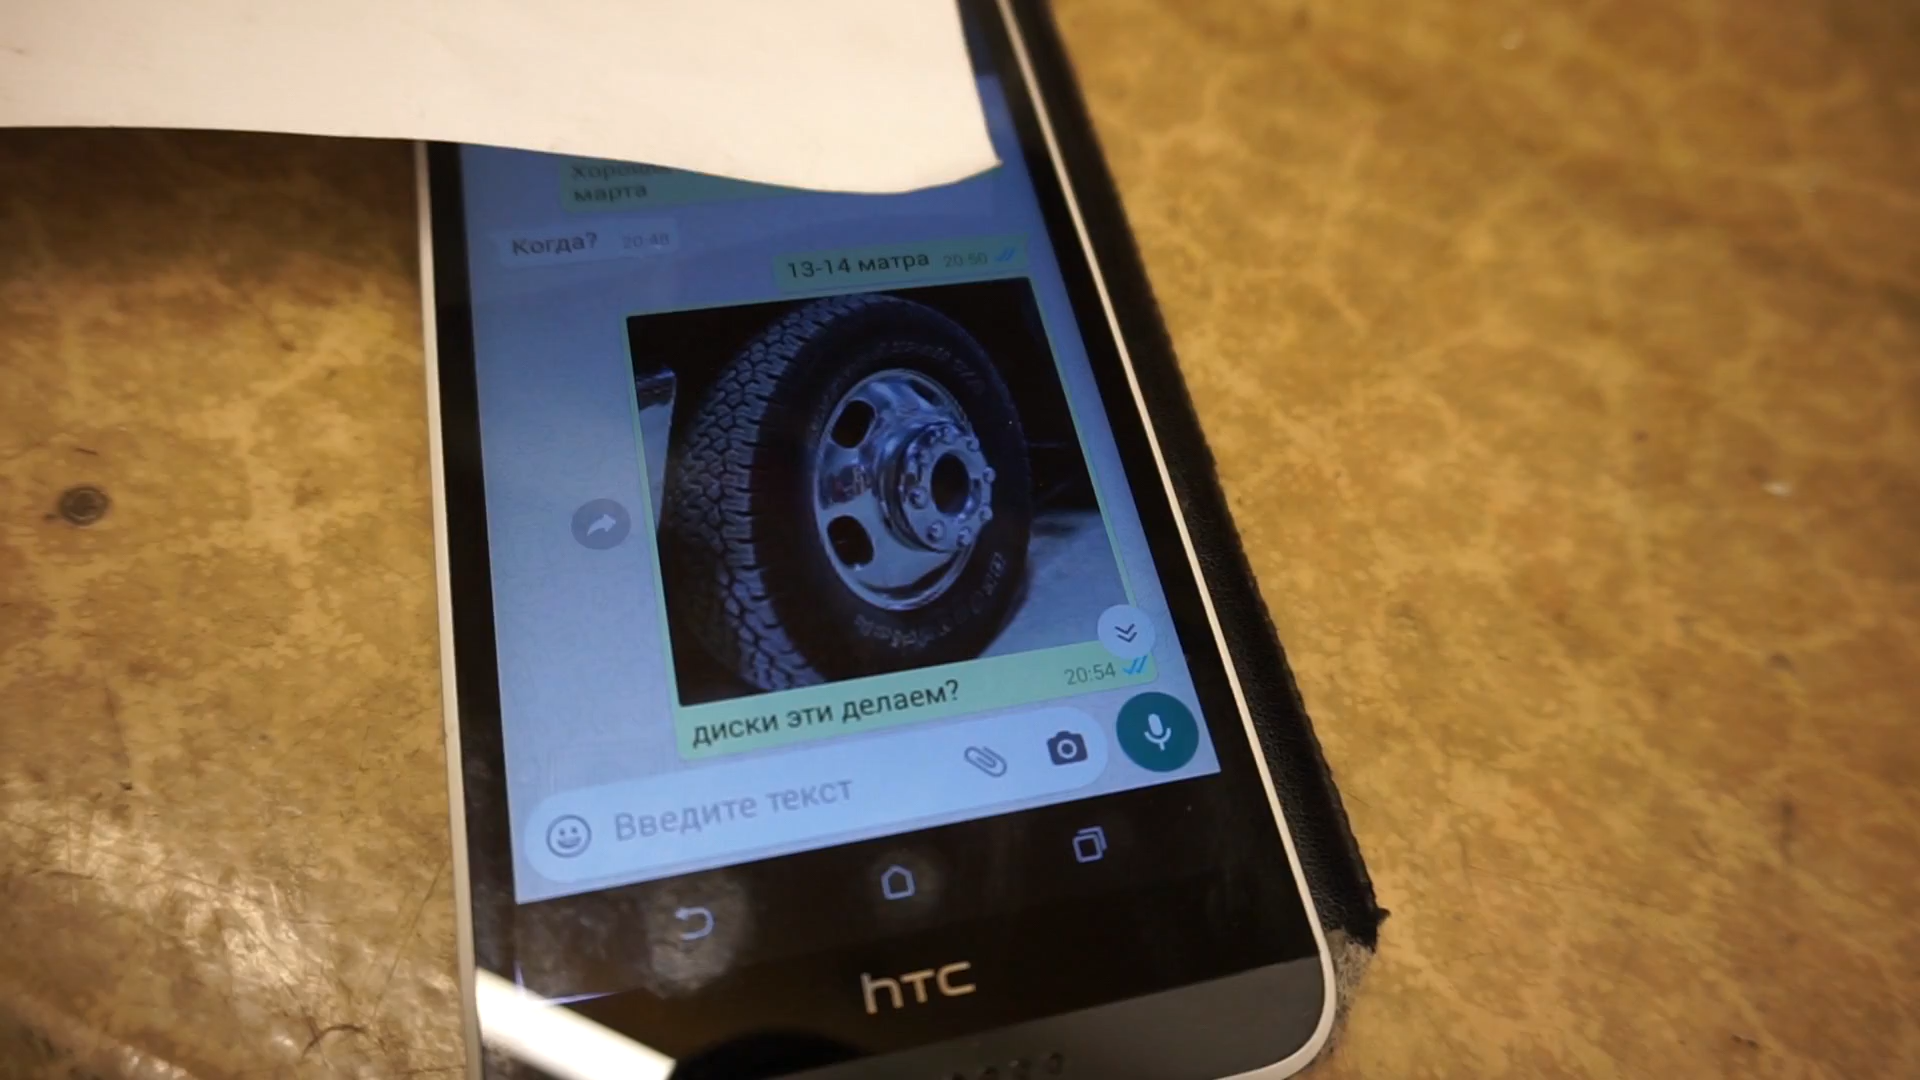 марта
Когда? 20:48
13-14 матра 20:50
диски эти делаем?
20:54
Введите текст
hTC